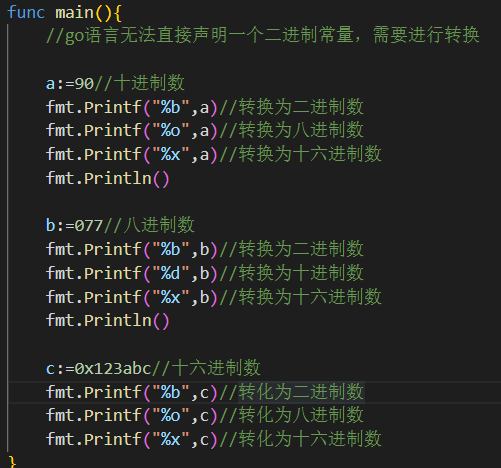 func main(){
//go语言无法直接声明一个二进制常量，需要进行转换
a:=90//十进制数
fmt.Printf("%b",a)//转换为二进制数
fmt.Printf("%o",a)//转换为八进制数
fmt.Printf("%x",a)//转换为十六进制数
fmt.Println()
b:=077//八进制数
fmt.Printf("%b",b)//转换为二进制数
fmt.Printf("%d",b)//转换为十进制数
fmt.Printf("%x",b)//转换为十六进制数
fmt.Println()
c:=0x123abc//十六进制数
fmt.Printf("%b",c)//转化为二进制数
fmt.Printf("%o",c)//转化为八进制数
fmt.Printf("%x",c)//转化为十六进制数
}